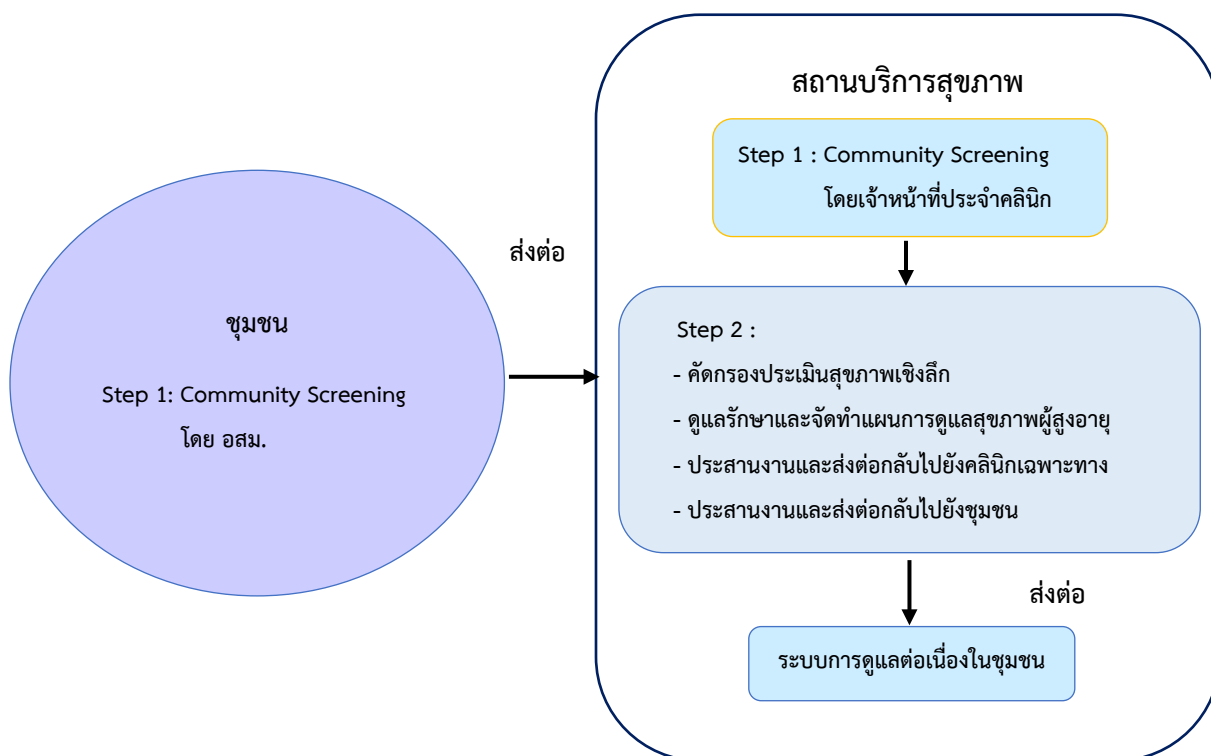 ชุมชน
Step 1: Community Screening
โดย อสม.
ส่งต่อ
สถานบริการสุขภาพ
Step 1 : Community Screening
โดยเจ้าหน้าที่ประจำคลินิก
Step 2 :
- คัดกรองประเมินสุขภาพเชิงลึก
- ดูแลรักษาและจัดทำแผนการดูแลสุขภาพผู้สูงอายุ
- ประสานงานและส่งต่อกลับไปยังคลินิกเฉพาะทาง
- ประสานงานและส่งต่อกลับไปยังชุมชน
ส่งต่อ
ระบบการดูแลต่อเนื่องในชุมชน